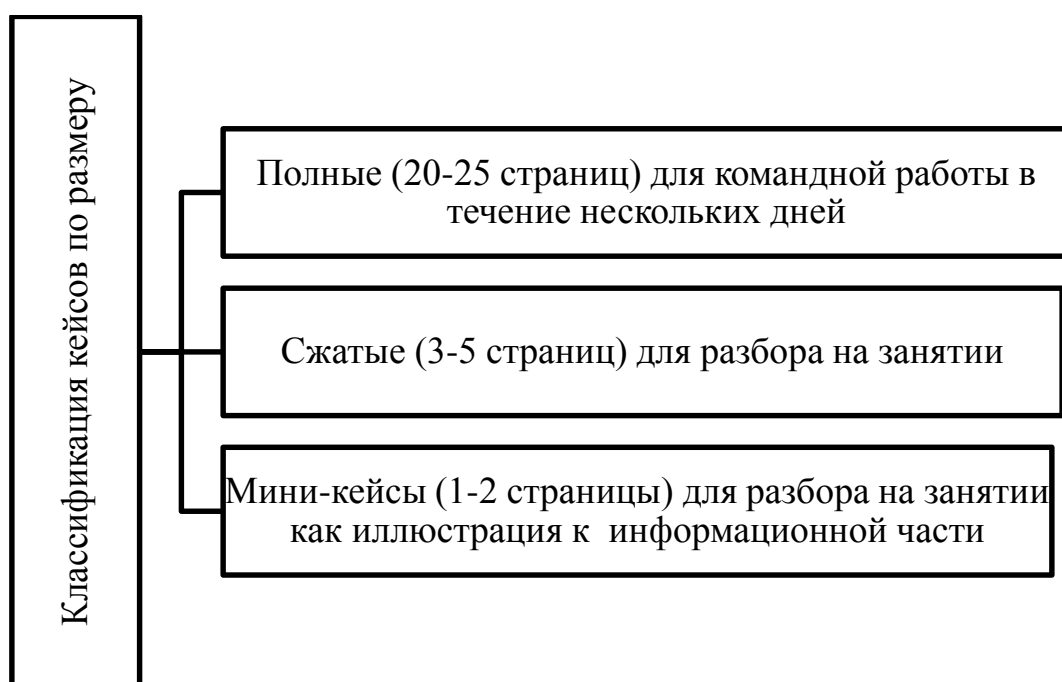 Классификация кейсов по размеру
Полные (20-25 страниц) для командной работы в
течение нескольких дней
Сжатые (3-5 страниц) для разбора на занятии
Мини-кейсы (1-2 страницы) для разбора на занятии
как иллюстрация к информационной части